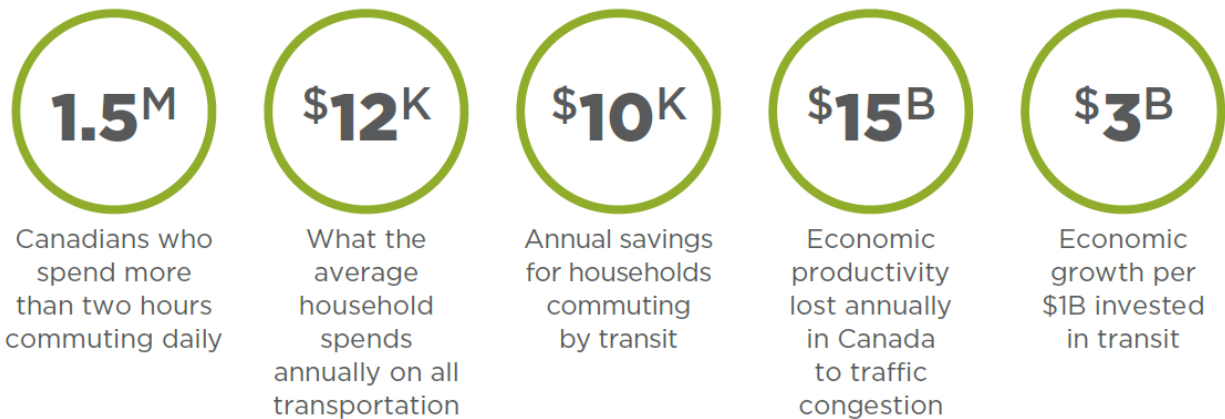 1.5M
Canadians who
spend more
than two hours
commuting daily
$12K
What the
average
household
spends
annually on all
transportation
$10K
Annual savings
for households
commuting
by transit
$15B
Economic
productivity
lost annually
in Canada
to traffic
congestion
$3B
Economic
growth per
$1B invested
in transit